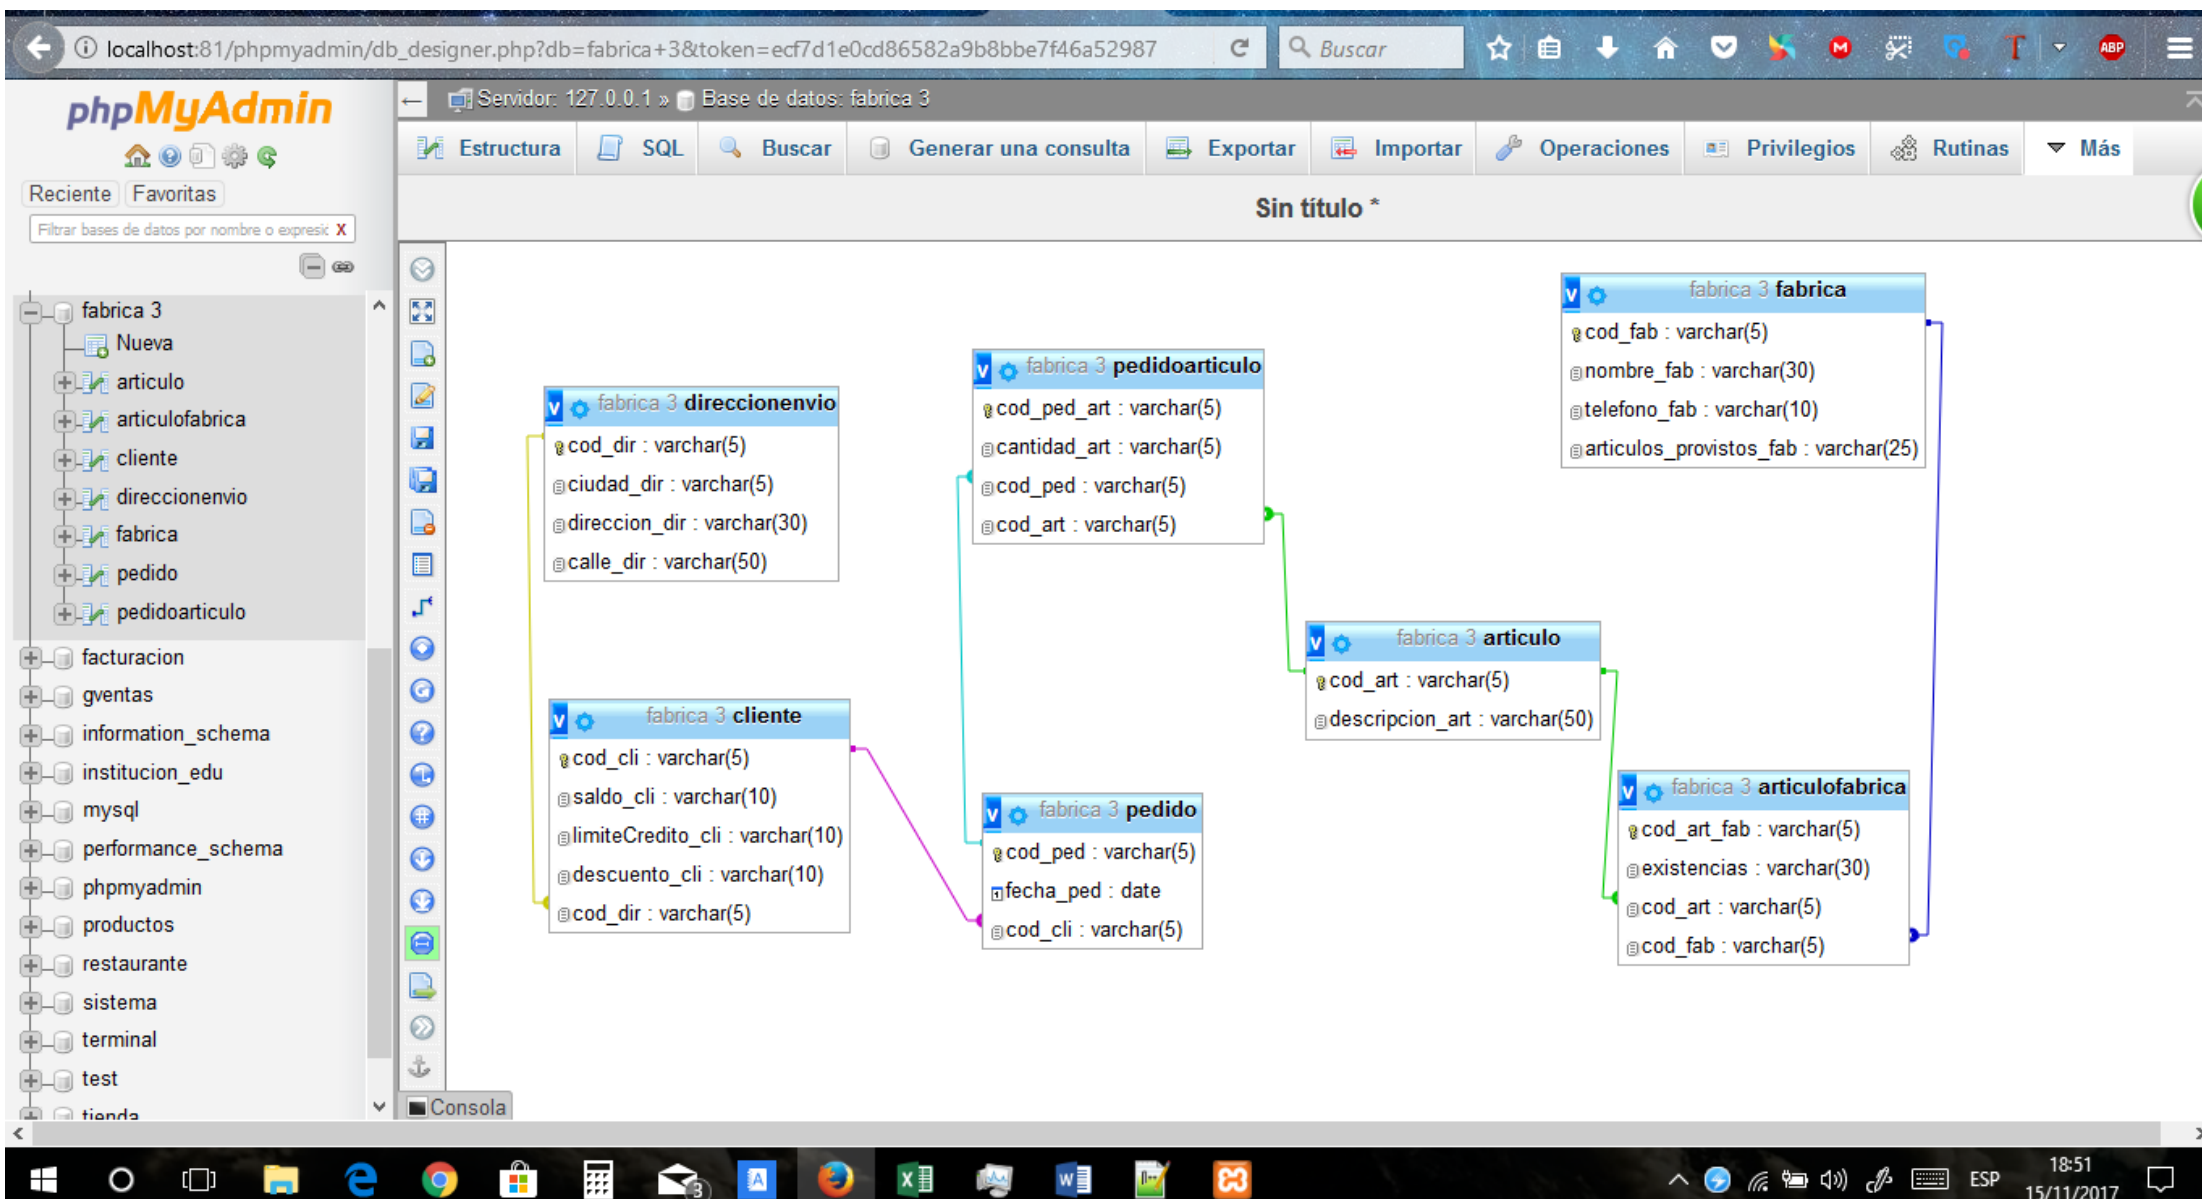 localhost:81/phpmyadmin/db_designer.php?db=fabrica+3&token=ecf7d1e0cd86582a9b8bbe7f46a52987
Buscar
ABP
phpMyAdmin
Reciente
Favoritas
Filtrar bases de datos por nombre o expresic X
fabrica 3
Nueva
articulo
articulofabrica
cliente
direccionenvio
fabrica
pedido
pedidoarticulo
facturacion
gventas
information_schema
institucion_edu
mysql
performance_schema
phpmyadmin
productos
restaurante
sistema
terminal
test
tienda
Servidor: 127.0.0.1 » Base de datos: fabrica 3
Estructura
SQL
Buscar
Generar una consulta
Exportar
Importar
Operaciones
Privilegios
Rutinas
Más
Sin título *
fabrica 3 direccionenvio
cod_dir : varchar(5)
ciudad_dir : varchar(5)
direccion_dir : varchar(30)
calle_dir : varchar(50)
fabrica 3 cliente
cod_cli : varchar(5)
saldo_cli : varchar(10)
limiteCredito_cli : varchar(10)
descuento_cli : varchar(10)
cod_dir : varchar(5)
fabrica 3 pedidoarticulo
cod_ped_art : varchar(5)
cantidad_art : varchar(5)
cod_ped : varchar(5)
cod_art : varchar(5)
fabrica 3 pedido
cod_ped : varchar(5)
fecha_ped : date
cod_cli : varchar(5)
fabrica 3 articulo
cod_art : varchar(5)
descripcion_art : varchar(50)
fabrica 3 fabrica
cod_fab : varchar(5)
nombre_fab : varchar(30)
telefono_fab : varchar(10)
articulos_provistos_fab : varchar(25)
fabrica 3 articulofabrica
cod_art_fab : varchar(5)
existencias : varchar(30)
cod_art : varchar(5)
cod_fab : varchar(5)
Consola
ESP
18:51
15/11/2017